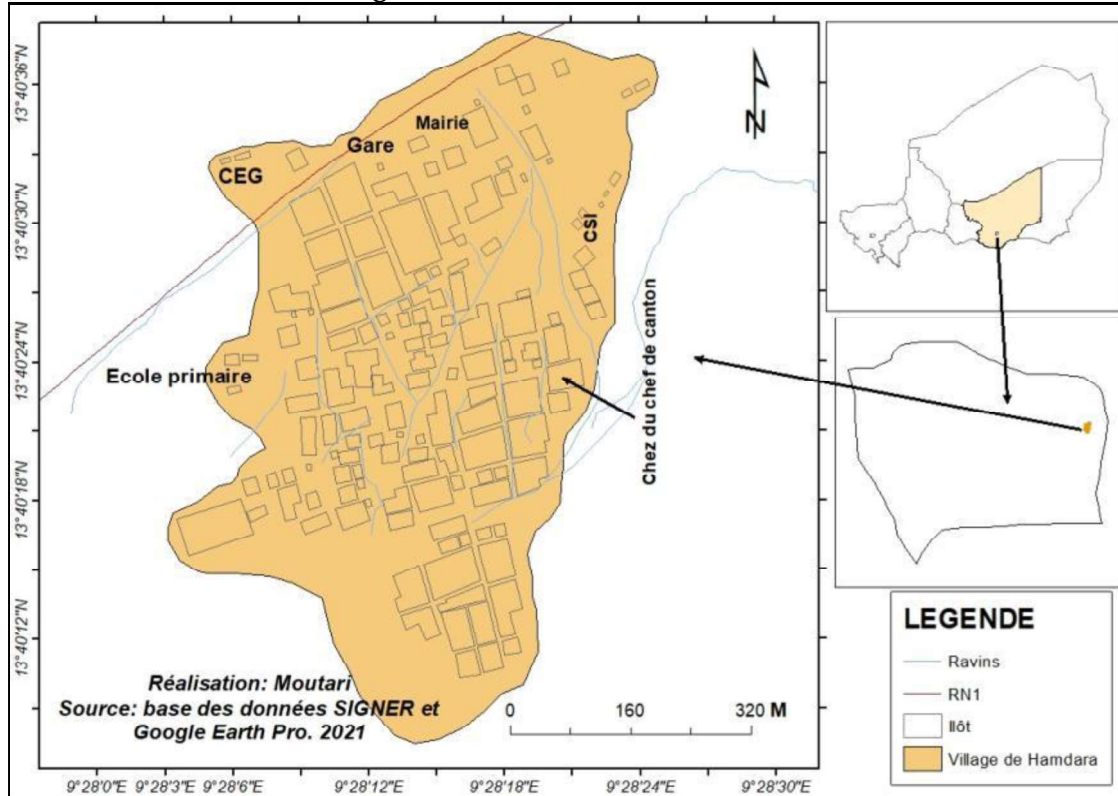 13°40'36"N
13°40'30"N
13°40'24"N
13°40'18"N
13°40'12"N
Mairie
Gare
CEG
CSI
Ecole primaire
Chez du chef de canton
N
Réalisation: Moutari
Source: base des données SIGNER et
Google Earth Pro. 2021
0 160 320 M
9°28'0"E 9°28'3"E 9°28'6"E 9°28'12"E 9°28'18"E 9°28'24"E 9°28'30"E
LEGENDE
Ravins
RN1
Ilôt
Village de Hamdara